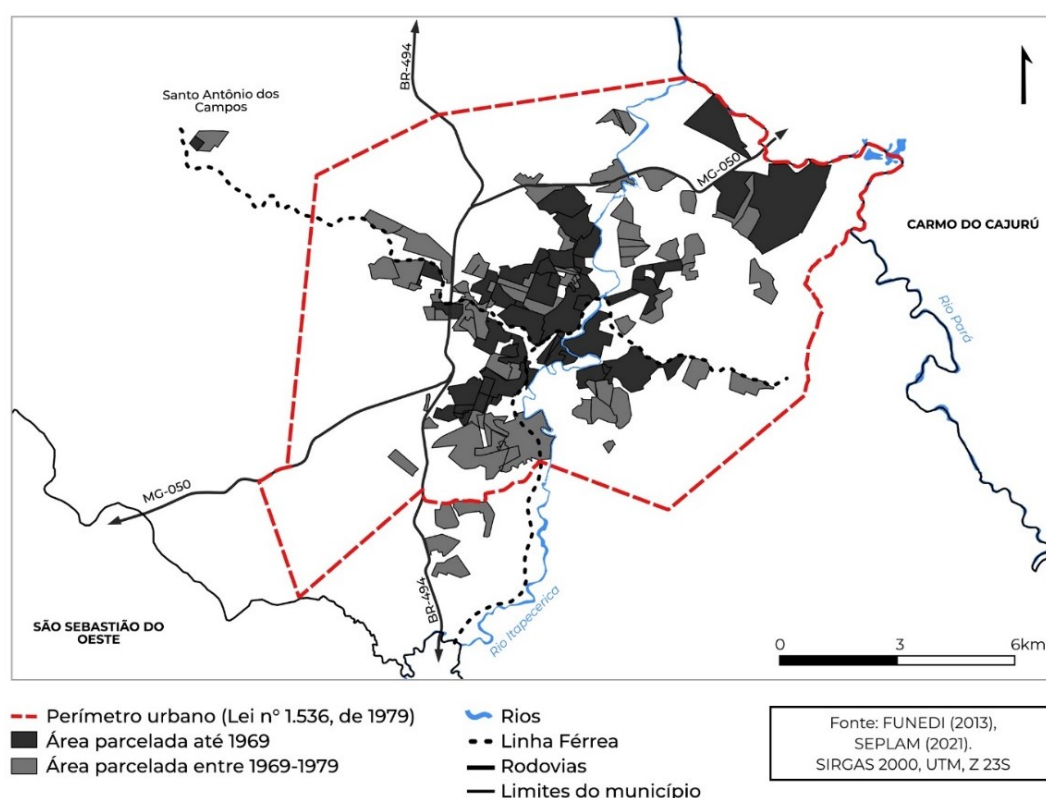 BR-494
Santo Antônio dos
Campos
MG-050
CARMO DO CAJURÚ
Rio Pará
MG-050
BR-494
Rio Itapecerica
SÃO SEBASTIÃO DO
OESTE
0 3 6km
Perímetro urbano (Lei n° 1.536, de 1979)
Área parcelada até 1969
Área parcelada entre 1969-1979
Rios
Linha Férrea
Rodovias
Limites do município
Fonte: FUNEDI (2013),
SEPLAM (2021).
SIRGAS 2000, UTM, Z 23S